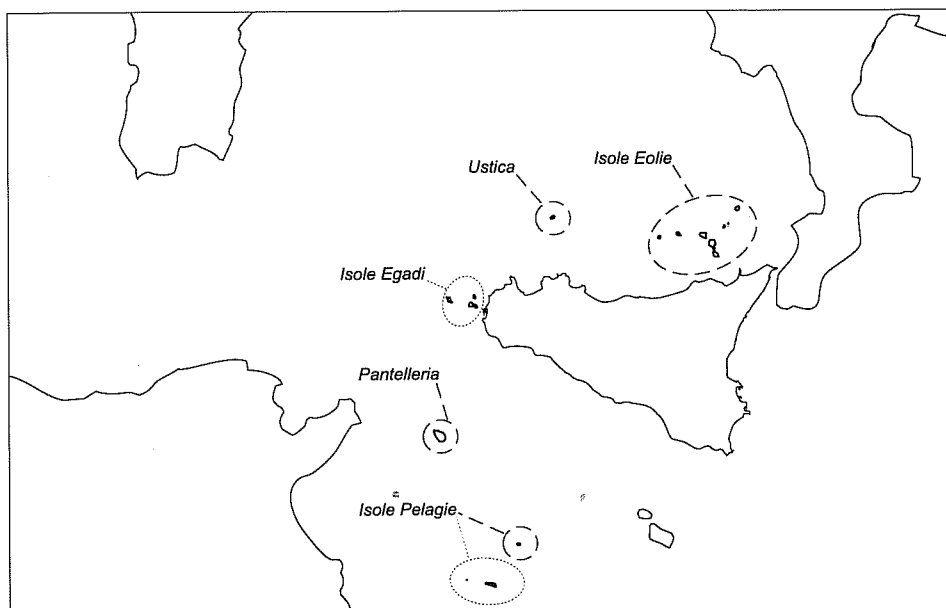 Ustica
Isole Eolie
Isole Egadi
Pantelleria
Isole Pelagie